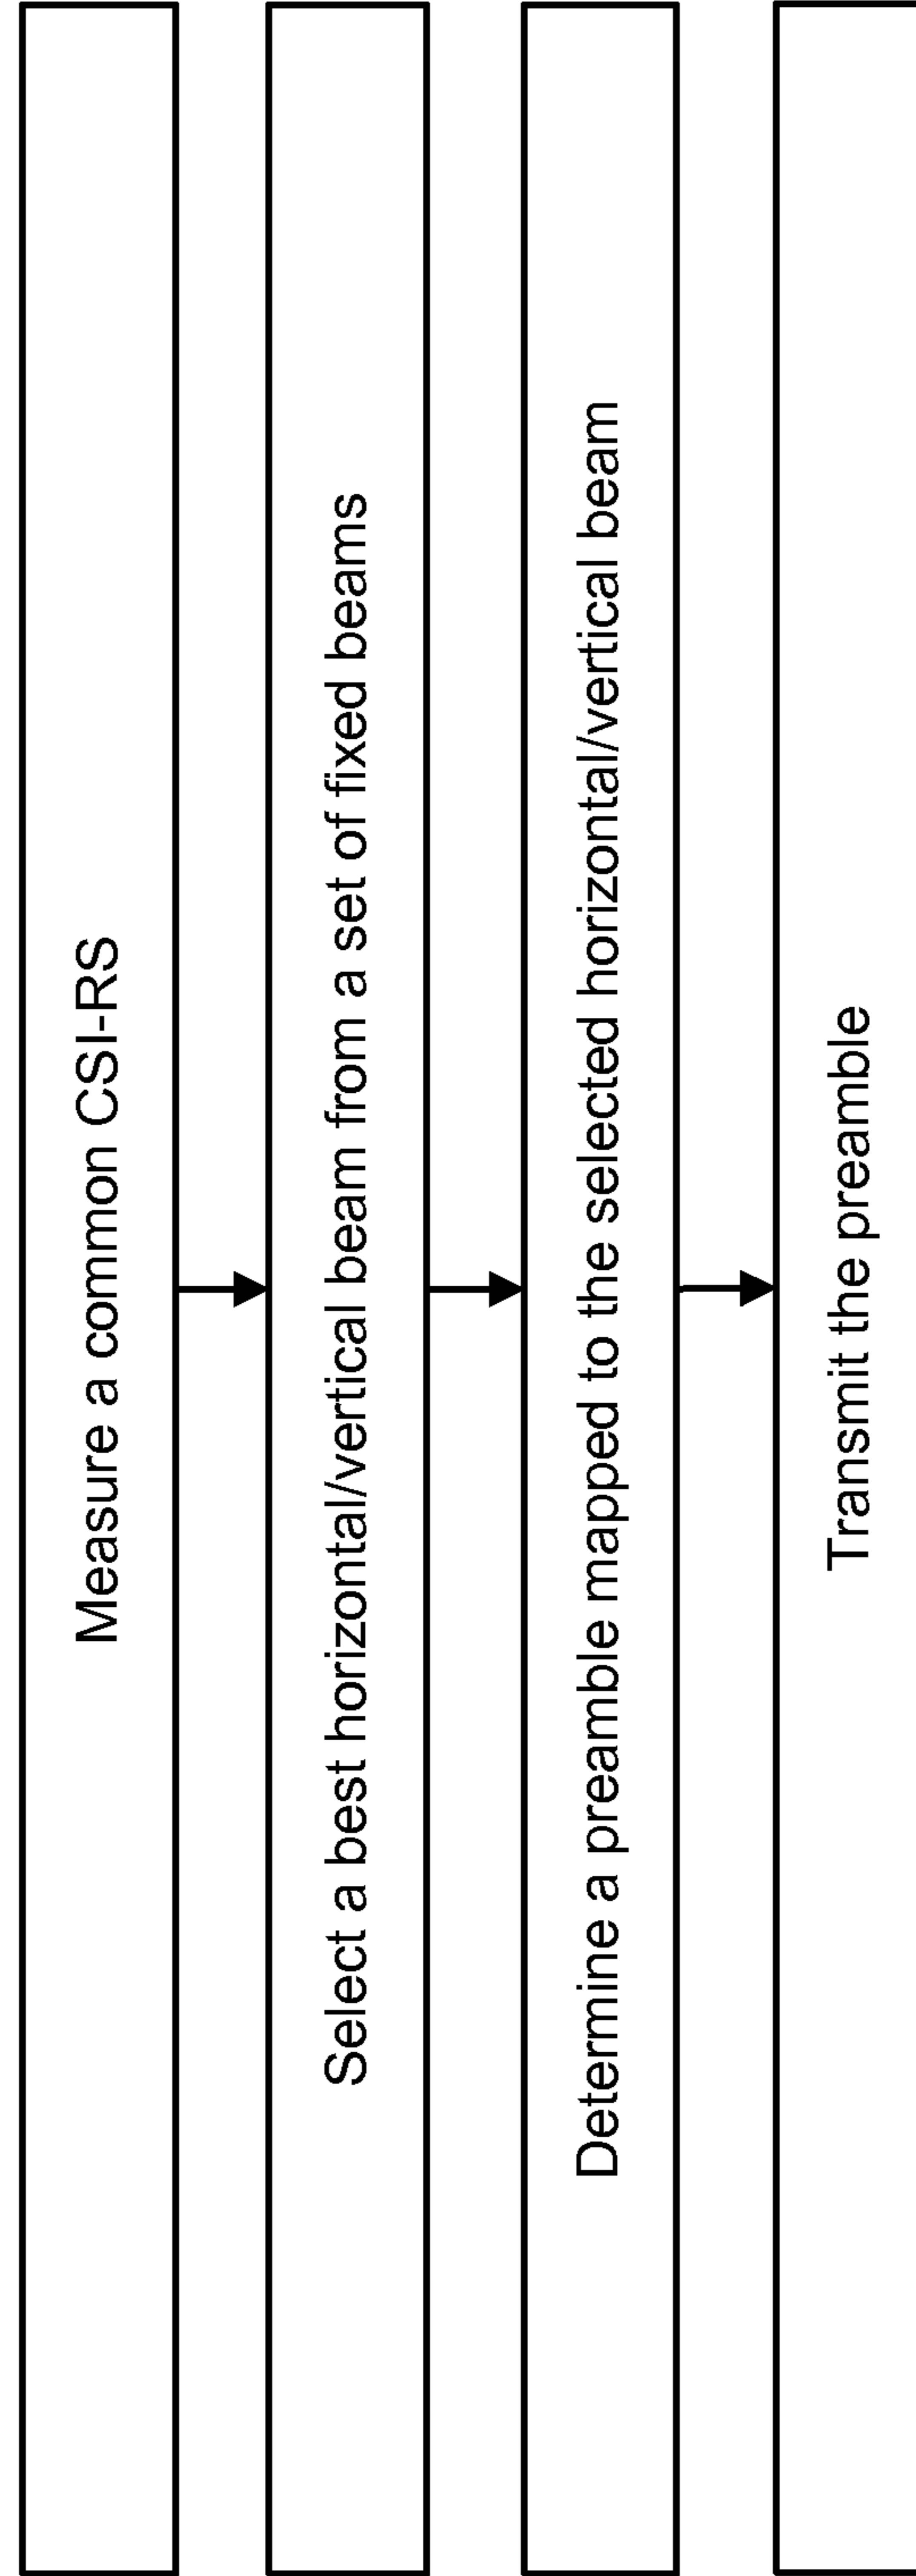 Measure a common CSI-RS
Select a best horizontal/vertical beam from a set of fixed beams
Determine a preamble mapped to the selected horizontal/vertical beam
Transmit the preamble